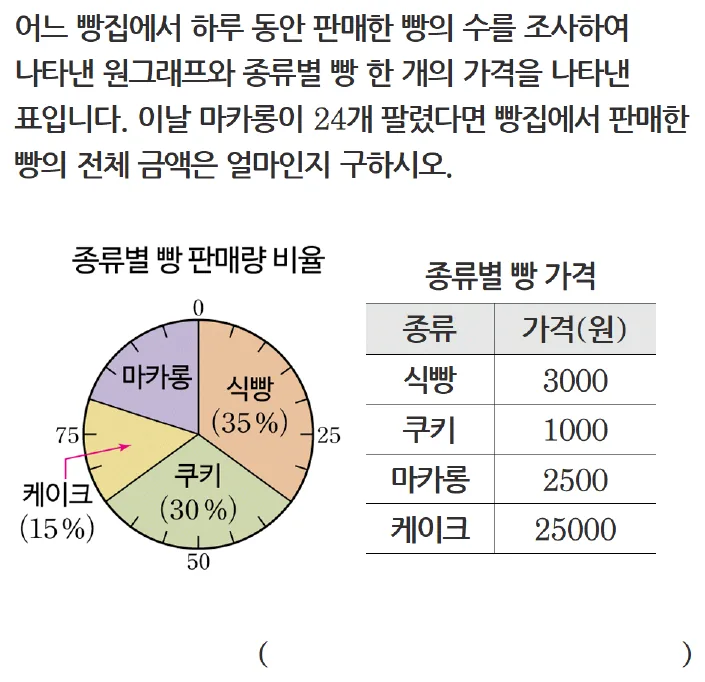 어느 빵집에서 하루 동안 판매한 빵의 수를 조사하여
나타낸 원그래프와 종류별 빵 한 개의 가격을 나타낸
표입니다. 이날 마카롱이 24개 팔렸다면 빵집에서 판매한
빵의 전체 금액은 얼마인지 구하시오.
종류별 빵 판매량 비율
0
마카롱
식빵
(35%)
75
25
케이크
(15%)
쿠키
(30%)
50
종류별 빵 가격
종류 가격(원)
식빵 3000
쿠키 1000
마카롱 2500
케이크 25000
( )